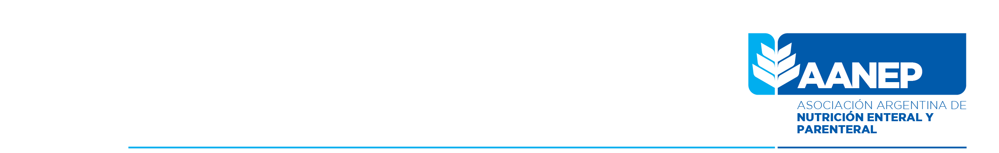 AANEP
ASOCIACIÓN ARGENTINA DE
NUTRICIÓN ENTERAL Y
PARENTERAL